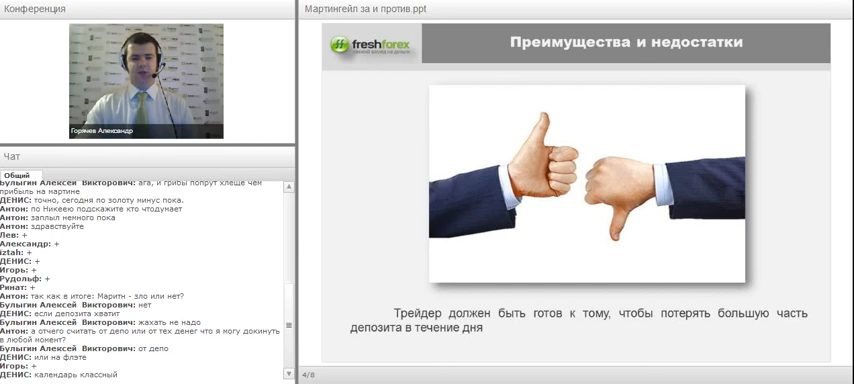 Конференция
Горячев Александр
Чат
Общий
Булыгин Алексей Викторович: ага, и грибы попрут хлеще чем
прибыль на мартине
ДЕНИС: точно, сегодня по золоту минус пока.
Антон: по Никею подскажите кто чтодумает
Антон: заплыл немного пока
Антон: здравствуйте
Лев: +
Александр: +
iztah: +
ДЕНИС: +
Игорь: +
Рудольф: +
Ринат: +
Антон: так как в итоге: Маритн - зло или нет?
Булыгин Алексей Викторович: нет
ДЕНИС: если депозита хватит
Булыгин Алексей Викторович: жахать не надо
Антон: а отчего считать от депо или от тех денег что я могу докинуть
в любой момент?
Булыгин Алексей Викторович: от депо
ДЕНИС: или на флэте
Игорь: +
ДЕНИС: календарь классный
Мартингейл за и против.ppt
freshforex
Преимущества и недостатки
Трейдер должен быть готов к тому, чтобы потерять большую часть
депозита в течение дня
4/8